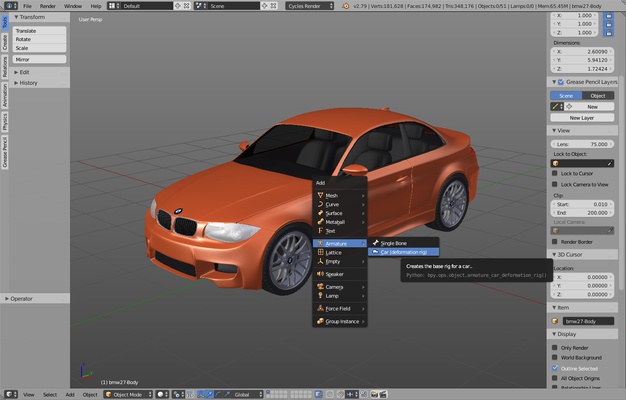 File Render Window Help Default Scene Cycles Render v2.79 | Verts:181,628 | Faces:174,982 | Tris:348,176 | Objects:0/51 | Lamps:0/0 | Mem:65.45M | bmw27-Body
Tools
Create
Relations
Animation
Physics
Grease Pencil
Transform
Translate
Rotate
Scale
Mirror
Edit
History
Operator
User Persp
Add
Mesh
Curve
Surface
Metaball
Text
Armature
Lattice
Empty
Speaker
Camera
Lamp
Force Field
Group Instance
Single Bone
Car (deformation rig)
Creates the base rig for a car.
Python: bpy.ops.object.armature_car_deformation_rig()
(1) bmw27-Body
X: 1.000
Y: 1.000
Z: 1.000
Dimensions:
X: 2.60090
Y: 5.94120
Z: 1.72424
Grease Pencil Layers
Scene Object
New
New Layer
View
Lens: 75.000
Lock to Object:
Lock to Cursor
Lock Camera to View
Clip:
Start: 0.010
End: 200.000
Local Camera:
Render Border
3D Cursor
Location:
X: 0.00000
Y: 0.00000
Z: 0.00000
Item
bmw27-Body
Display
Only Render
World Background
Outline Selected
All Object Origins
Relationship Lines
View Select Add Object Object Mode Global